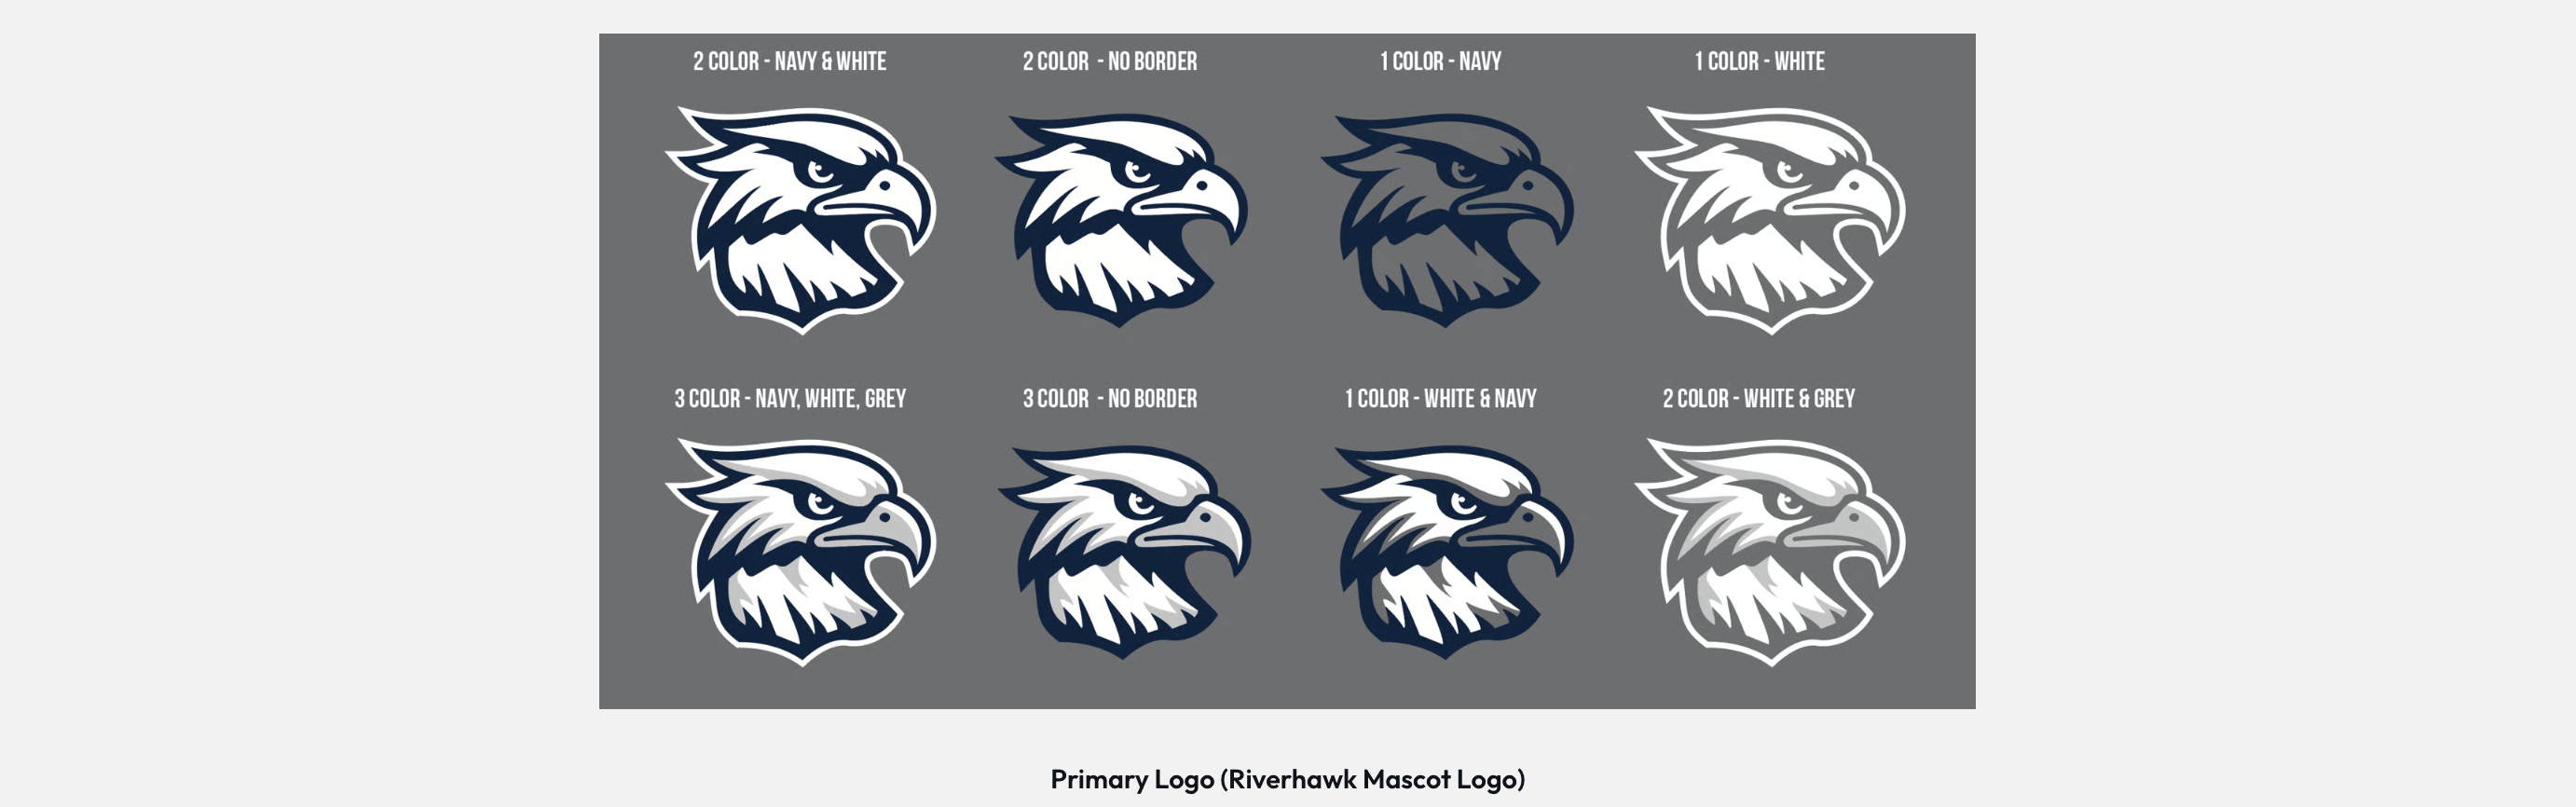 2 COLOR - NAVY & WHITE
2 COLOR - NO BORDER
1 COLOR - NAVY
1 COLOR - WHITE
3 COLOR - NAVY, WHITE, GREY
3 COLOR - NO BORDER
1 COLOR - WHITE & NAVY
2 COLOR - WHITE & GREY
Primary Logo (Riverhawk Mascot Logo)